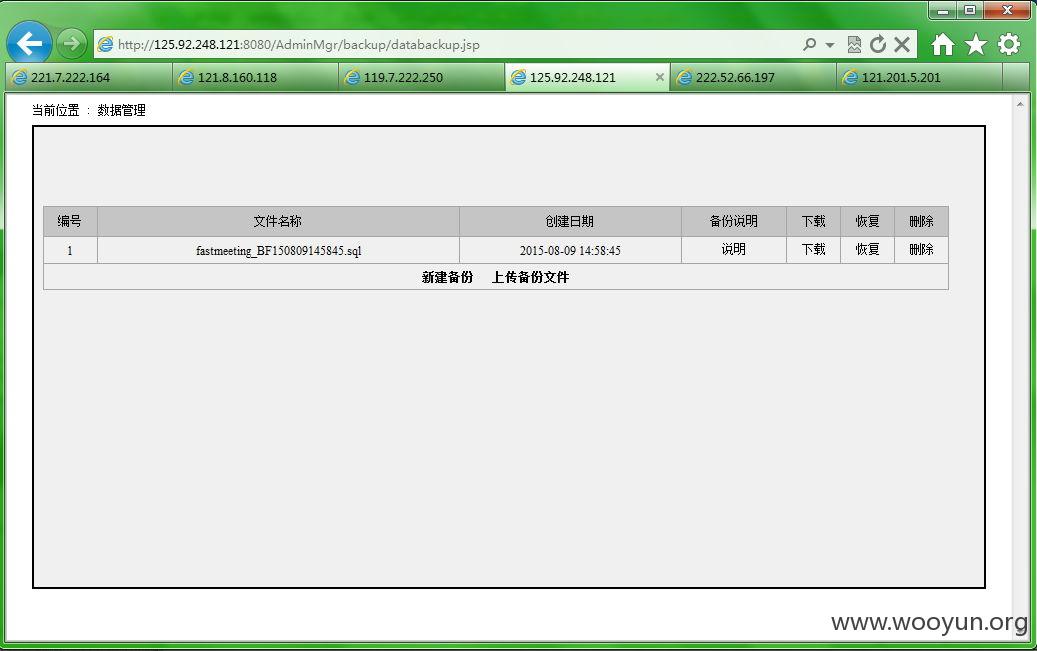 http://125.92.248.121:8080/AdminMgr/backup/databackup.jsp
221.7.222.164 121.8.160.118 119.7.222.250 125.92.248.121 222.52.66.197 121.201.5.201
当前位置 : 数据管理
编号 文件名称 创建日期 备份说明 下载 恢复 删除
1 fastmeeting_BF150809145845.sql 2015-08-09 14:58:45 说明 下载 恢复 删除
新建备份 上传备份文件
www.wooyun.org